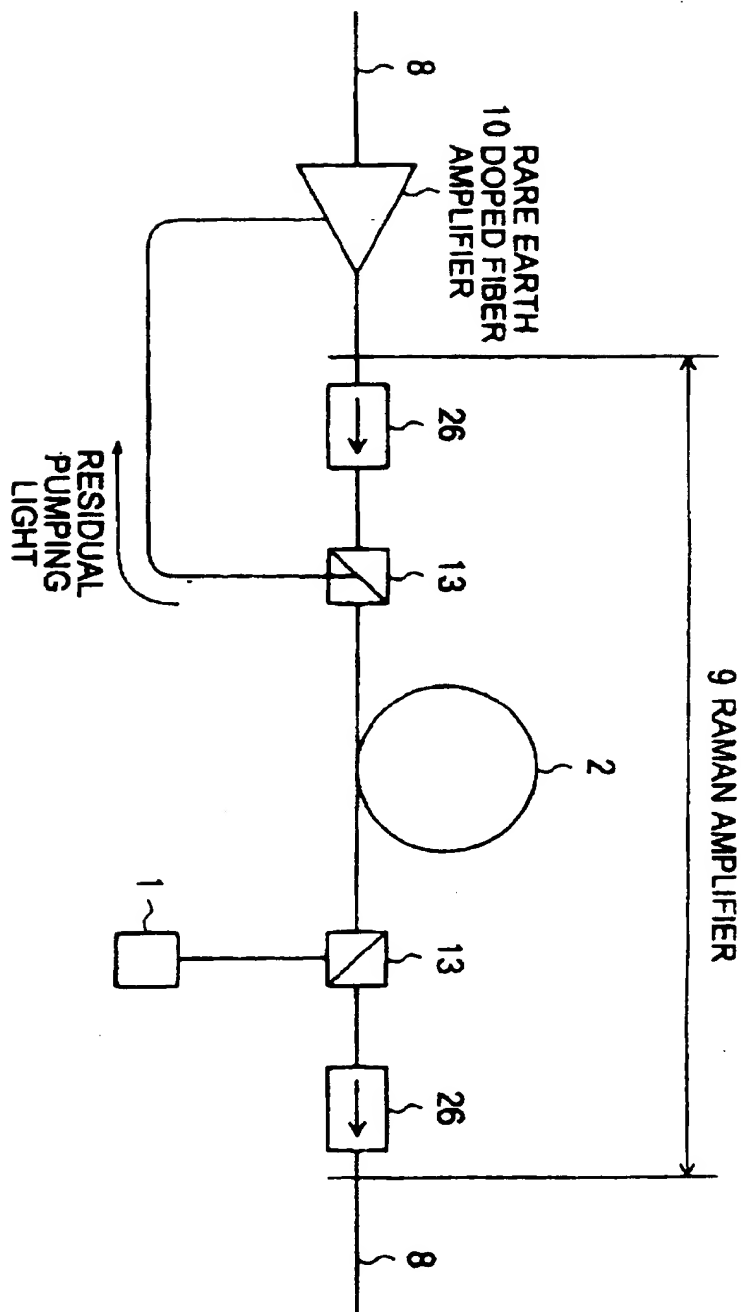 9 RAMAN AMPLIFIER
RARE EARTH
10 DOPED FIBER
AMPLIFIER
8
26
13
2
13
26
8
1
RESIDUAL
PUMPING
LIGHT